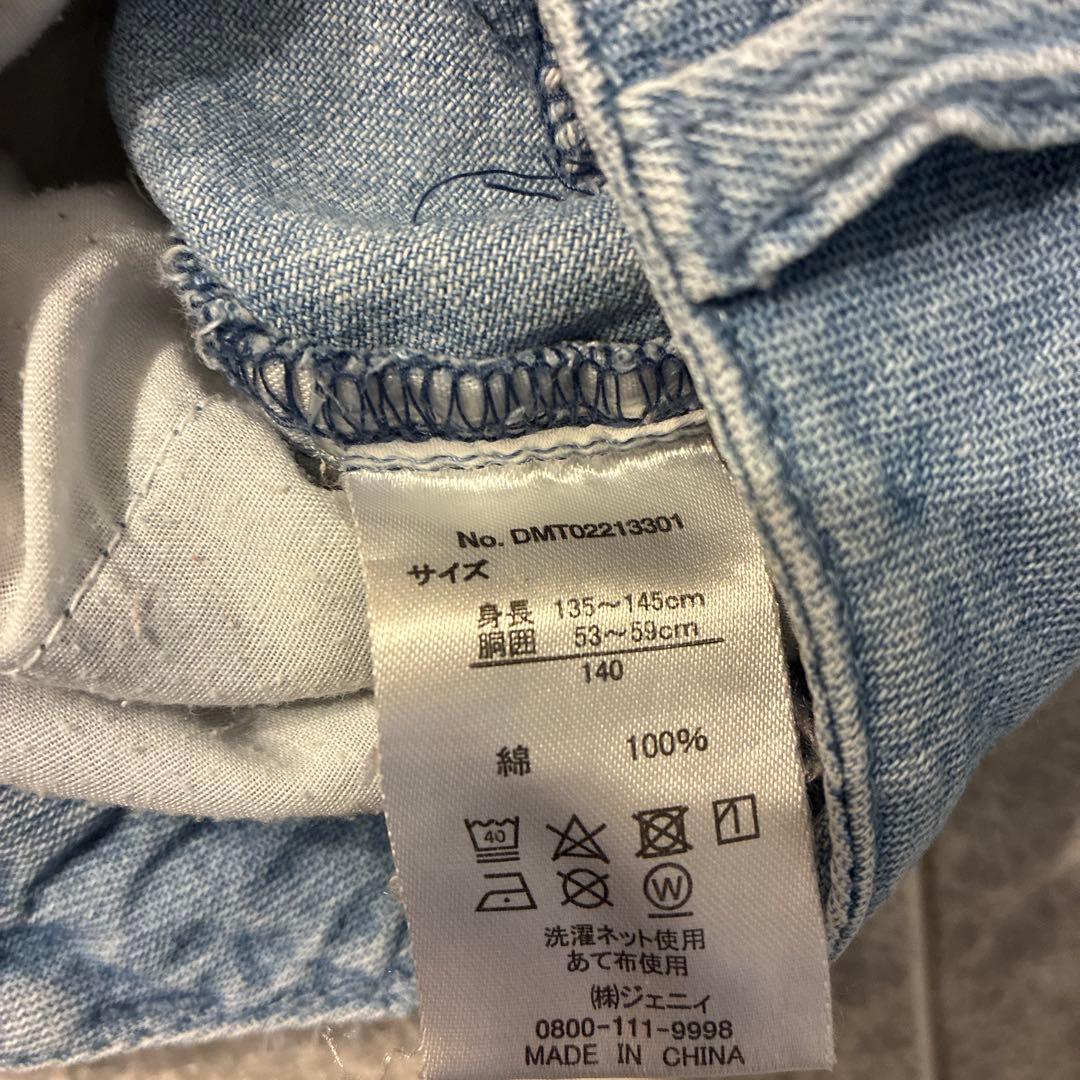 No. DMT02213301
サイズ
身長 135～145cm
胴囲 53～59cm
140
綿 100%
40
W
洗濯ネット使用
あて布使用
㈱ジェニィ
0800-111-9998
MADE IN CHINA